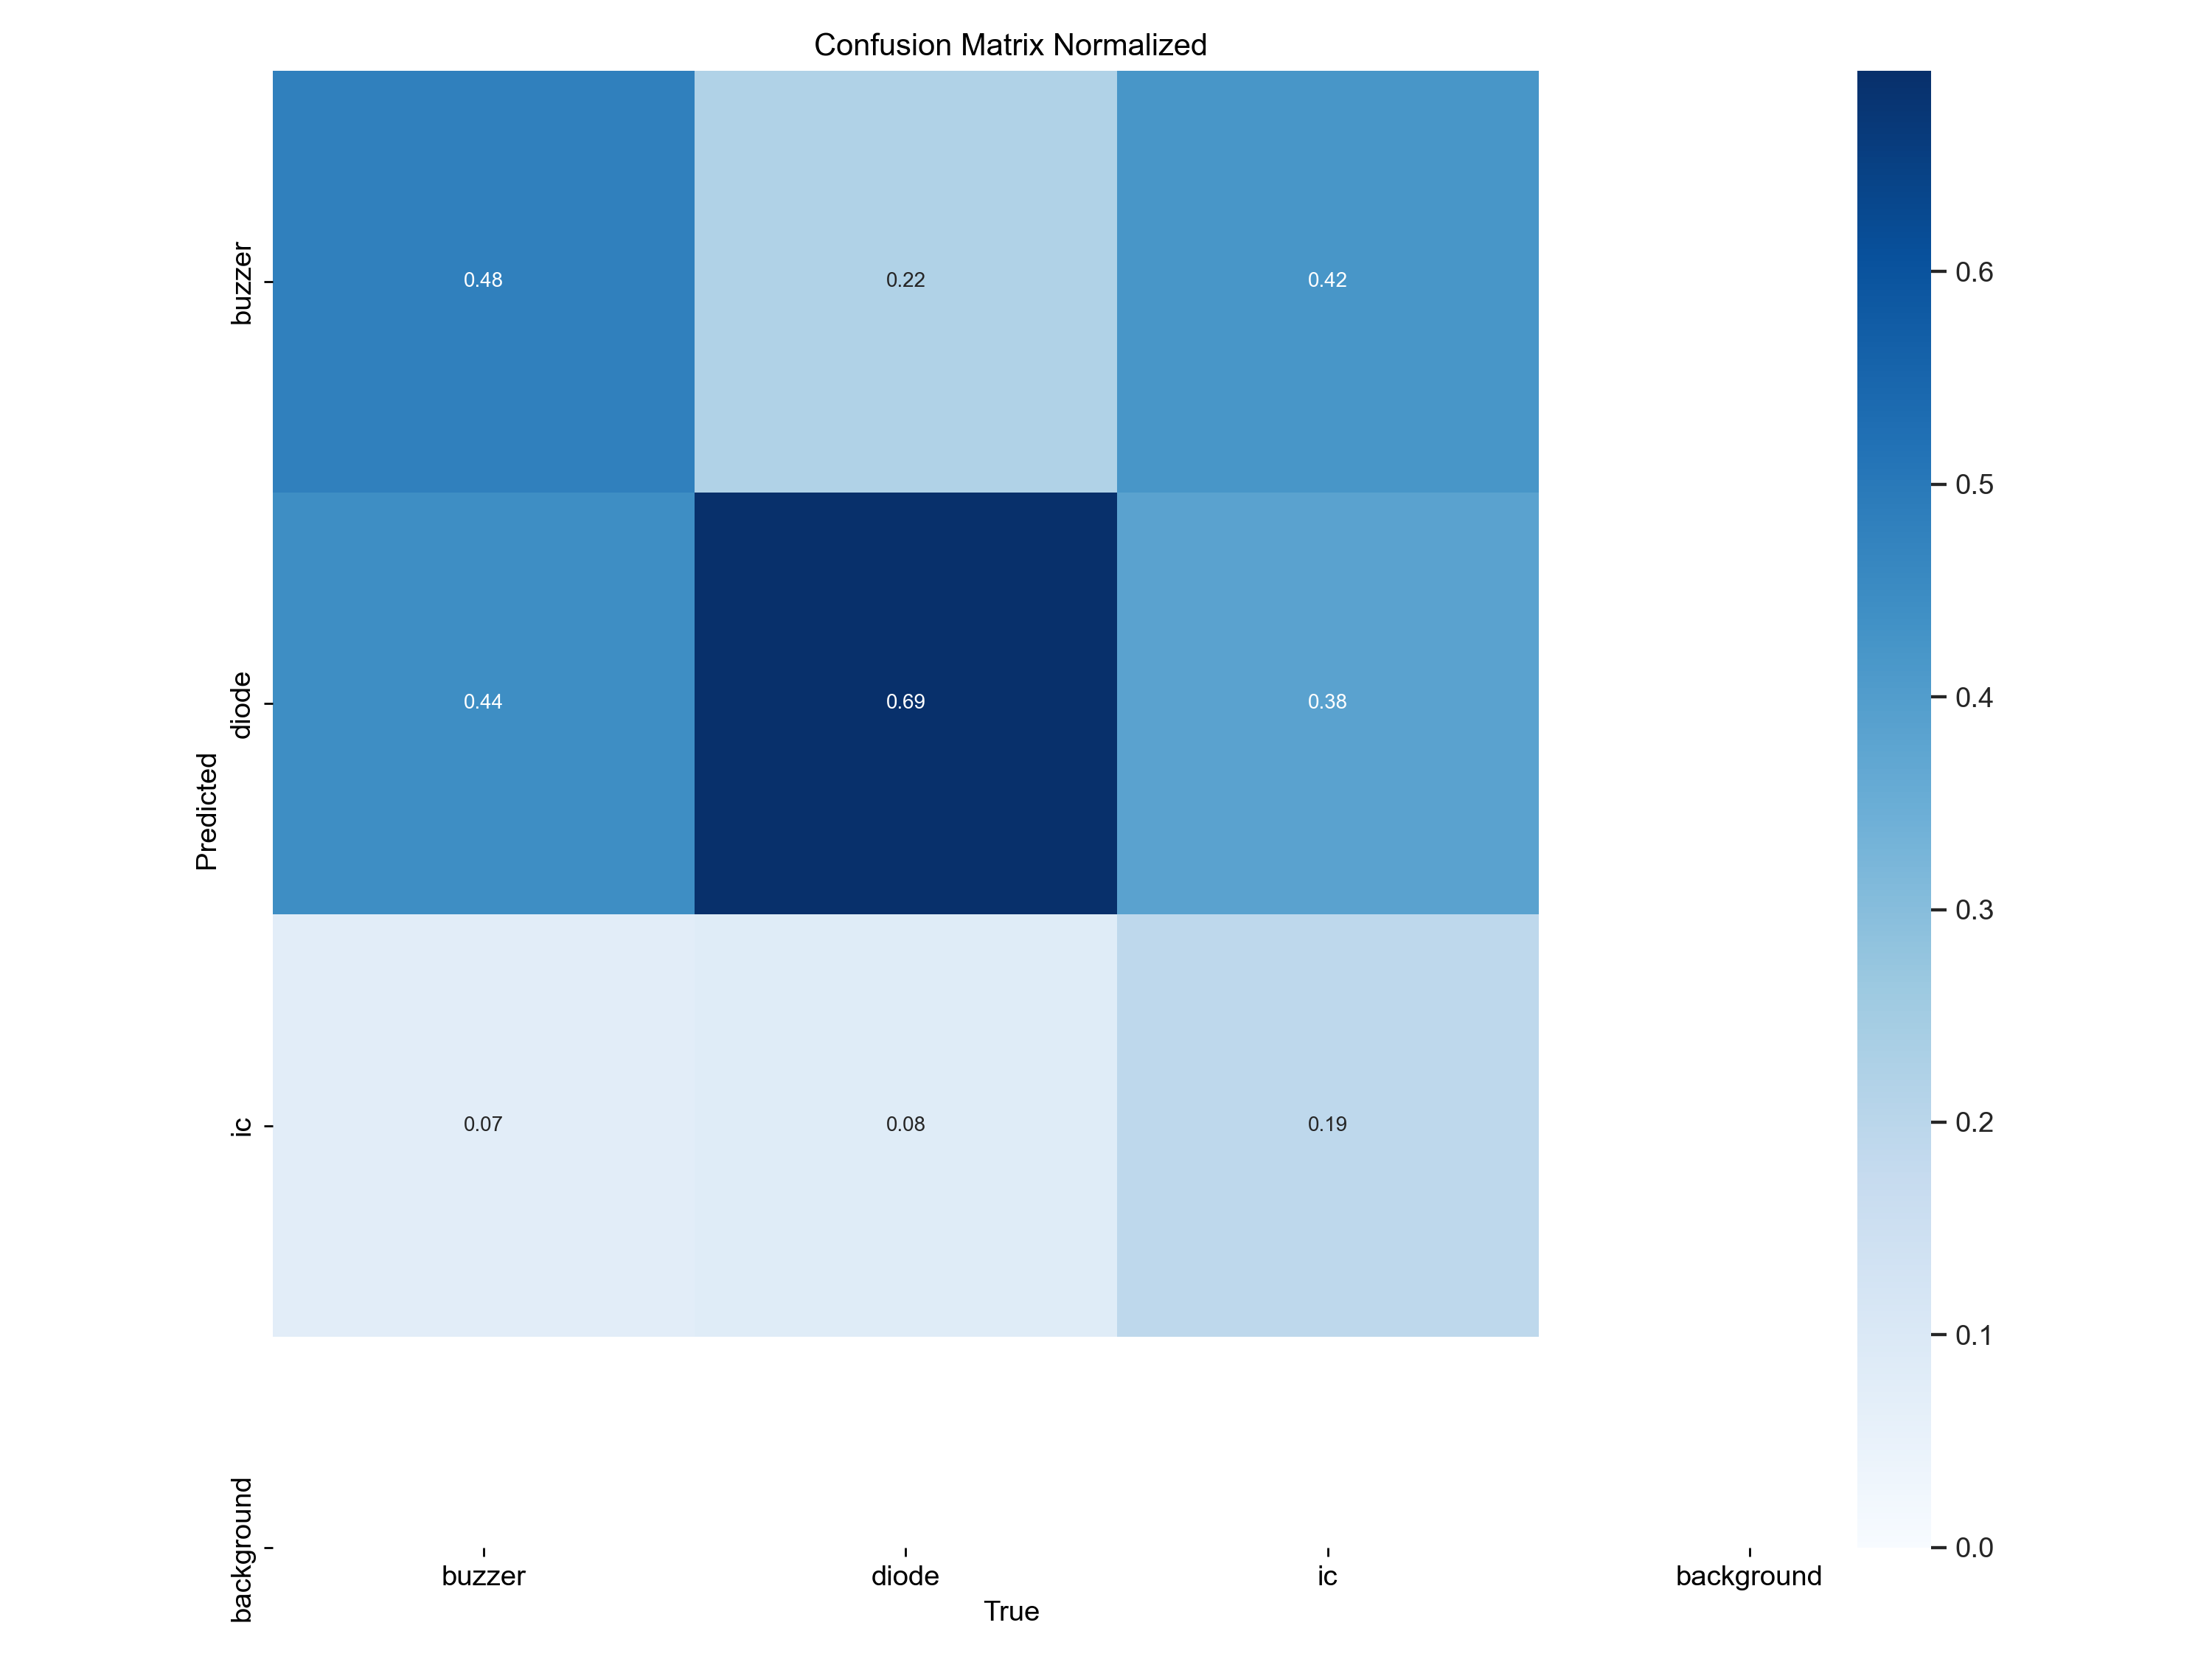 Confusion Matrix Normalized
buzzer
0.48
0.22
0.42
diode
0.44
0.69
0.38
ic
0.07
0.08
0.19
background
Predicted
buzzer
diode
ic
background
True
0.6
0.5
0.4
0.3
0.2
0.1
0.0